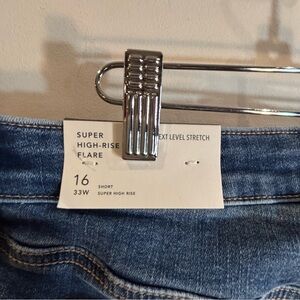 SUPER
HIGH-RISE
FLARE
EXT LEVEL STRETCH
16
SHORT
33W
SUPER HIGH RISE